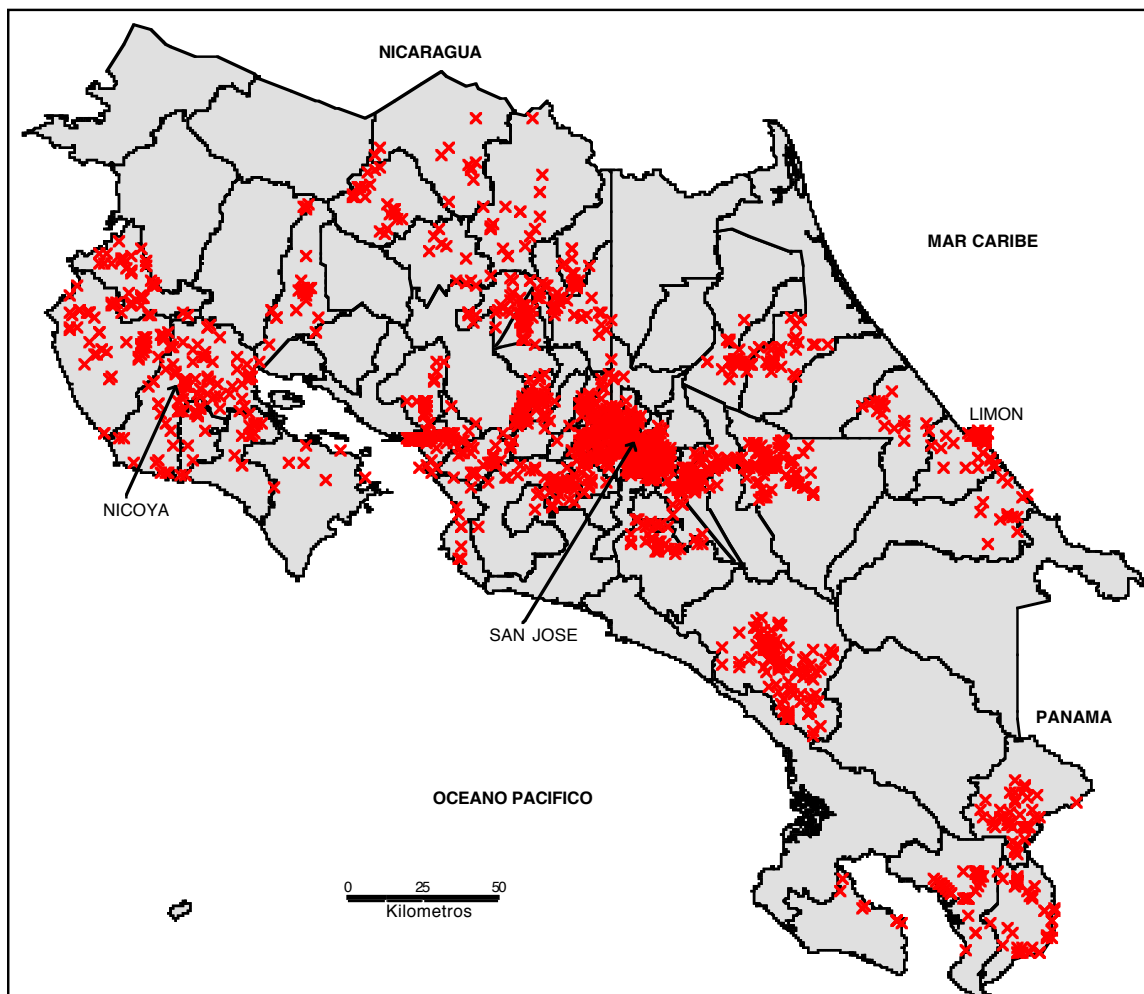 NICARAGUA
MAR CARIBE
LIMON
NICOYA
SAN JOSE
PANAMA
OCEANO PACIFICO
0 25 50
Kilometros